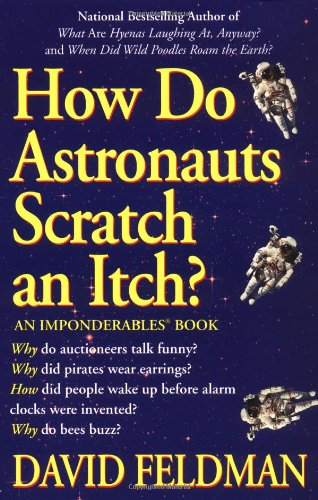 National Bestselling Author of
What Are Hyenas Laughing At, Anyway?
and When Did Wild Poodles Roam the Earth?
How Do
Astronauts
Scratch
an Itch?
AN IMPONDERABLES® BOOK
Why do auctioneers talk funny?
Why did pirates wear earrings?
How did people wake up before alarm
clocks were invented?
Why do bees buzz?
DAVID FELDMAN
Copyrighted Material